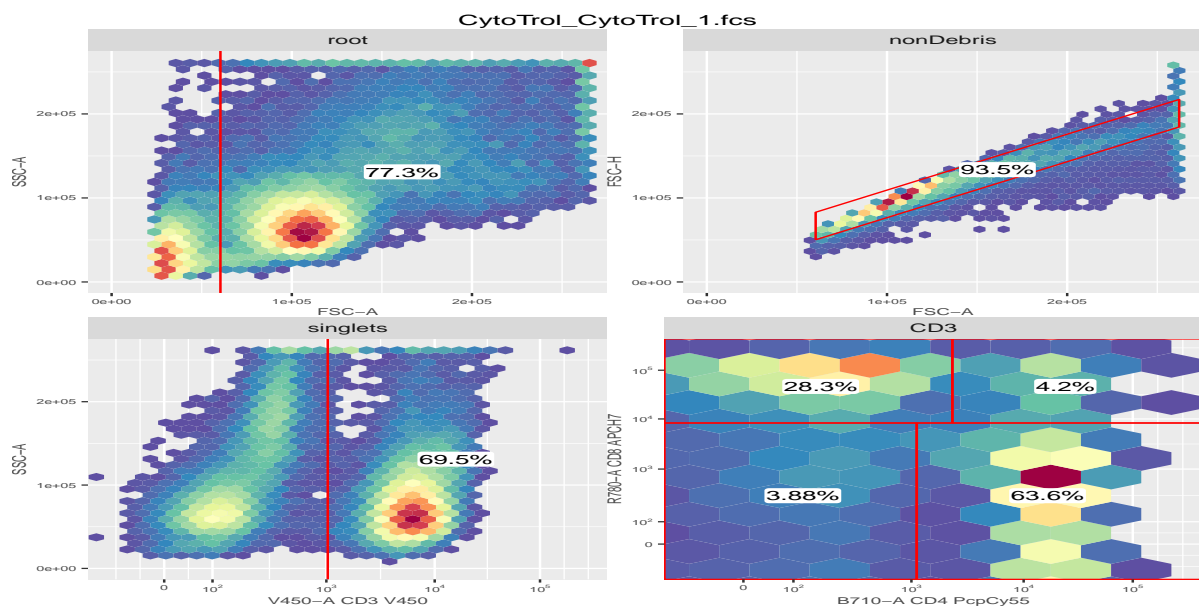 CytoTrol_CytoTrol_1.fcs
root
SSC-A
2e+05
1e+05
0e+00
77.3%
0e+00 1e+05 2e+05
FSC-A
nonDebris
FSC-H
2e+05
1e+05
0e+00
93.5%
0e+00 1e+05 2e+05
FSC-A
singlets
SSC-A
2e+05
1e+05
0e+00
69.5%
0 10² 10³ 10⁴ 10⁵
V450-A CD3 V450
CD3
R780-A CD8 APCH7
10⁵
10⁴
10³
10²
0
28.3% 4.2%
3.88% 63.6%
0 10² 10³ 10⁴ 10⁵
B710-A CD4 PcpCy55